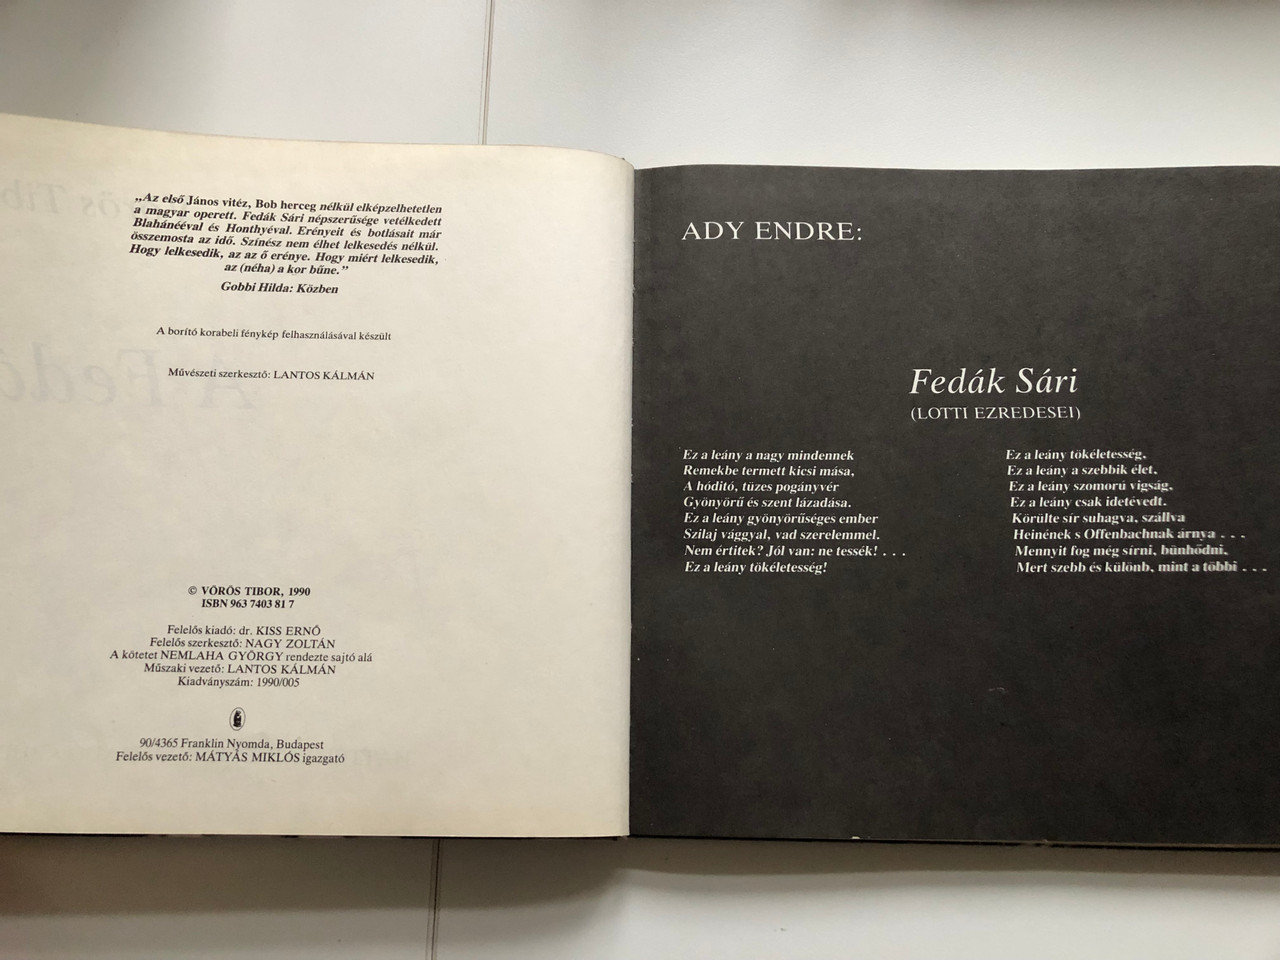 „Az első János vitéz, Bob herceg nélkül elképzelhetetlen
a magyar operett. Fedák Sári népszerűsége vetélkedett
Blahánééval és Honthyéval. Erényeit és botlásait már
összemosta az idő. Színész nem élhet lelkesedés nélkül.
Hogy lelkesedik, az az ő erénye. Hogy miért lelkesedik,
az (néha) a kor bűne.”
Gobbi Hilda: Közben
A borító korabeli fénykép felhasználásával készült
Művészeti szerkesztő: LANTOS KÁLMÁN
© VÖRÖS TIBOR, 1990
ISBN 963 7403 81 7
Felelős kiadó: dr. KISS ERNŐ
Felelős szerkesztő: NAGY ZOLTÁN
A kötetet NEMLAHA GYÖRGY rendezte sajtó alá
Műszaki vezető: LANTOS KÁLMÁN
Kiadványszám: 1990/005
90/4365 Franklin Nyomda, Budapest
Felelős vezető: MÁTYÁS MIKLÓS igazgató
ADY ENDRE:
Fedák Sári
(LOTTI EZREDESEI)
Ez a leány a nagy mindennek
Remekbe termett kicsi mása,
A hódító, tüzes pogányvér
Gyönyörű és szent lázadása.
Ez a leány gyönyörűséges ember
Szilaj vággyal, vad szerelemmel.
Nem értitek? Jól van: ne tessék! . . .
Ez a leány tökéletesség!
Ez a leány tökéletesség,
Ez a leány a szebbik élet,
Ez a leány szomorú vígság,
Ez a leány csak idetévedt.
Körülte sír suhagva, szállva
Heinének s Offenbachnak árnya . . .
Mennyit fog még sírni, bűnhődni,
Mert szebb és különb, mint a többi . . .